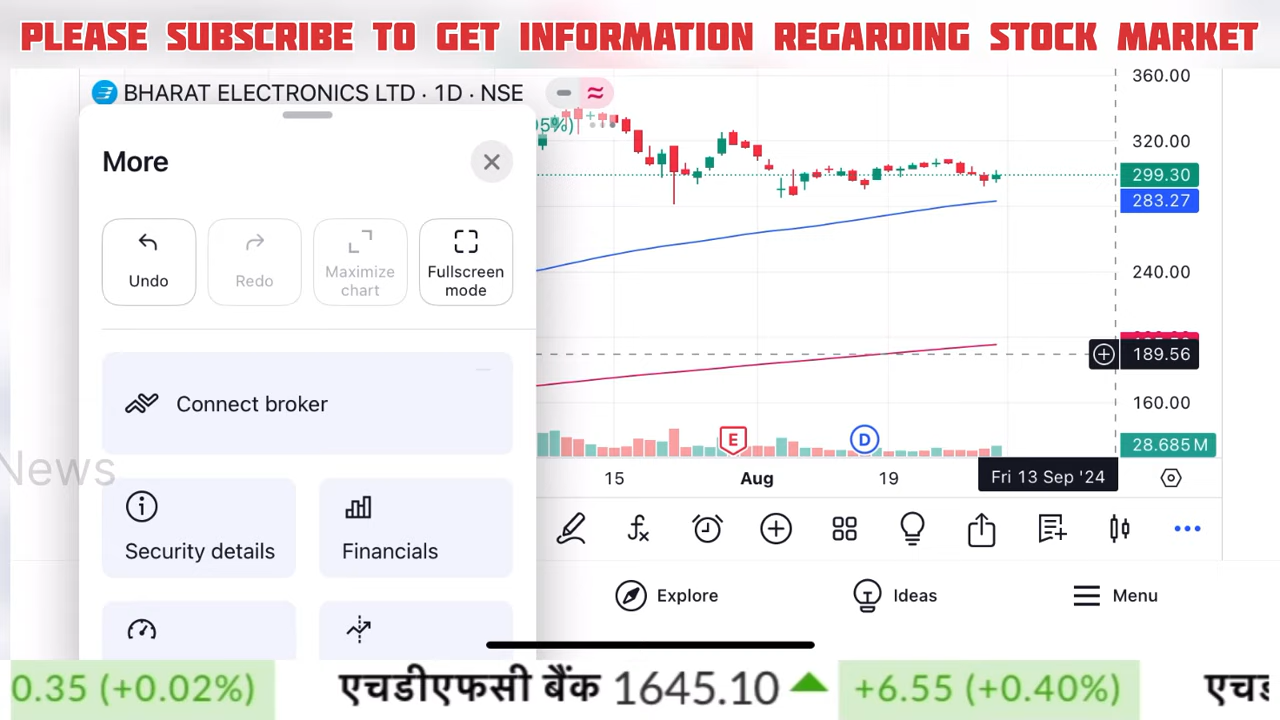 PLEASE SUBSCRIBE TO GET INFORMATION REGARDING STOCK MARKET
BHARAT ELECTRONICS LTD · 1D · NSE
360.00
More
320.00
299.30
283.27
Undo
Redo
Maximize chart
Fullscreen mode
240.00
189.56
Connect broker
160.00
E
D
28.685 M
News
15
Aug
19
Fri 13 Sep '24
Security details
Financials
Explore
Ideas
Menu
0.35 (+0.02%)
एचडीएफसी बैंक 1645.10
+6.55 (+0.40%)